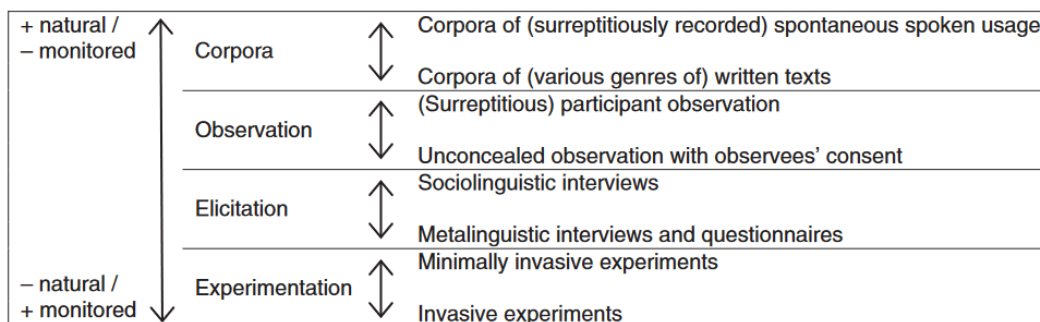 + natural /
– monitored
Corpora
Corpora of (surreptitiously recorded) spontaneous spoken usage
Corpora of (various genres of) written texts
Observation
(Surreptitious) participant observation
Unconcealed observation with observees’ consent
Elicitation
Sociolinguistic interviews
Metalinguistic interviews and questionnaires
– natural /
+ monitored
Experimentation
Minimally invasive experiments
Invasive experiments